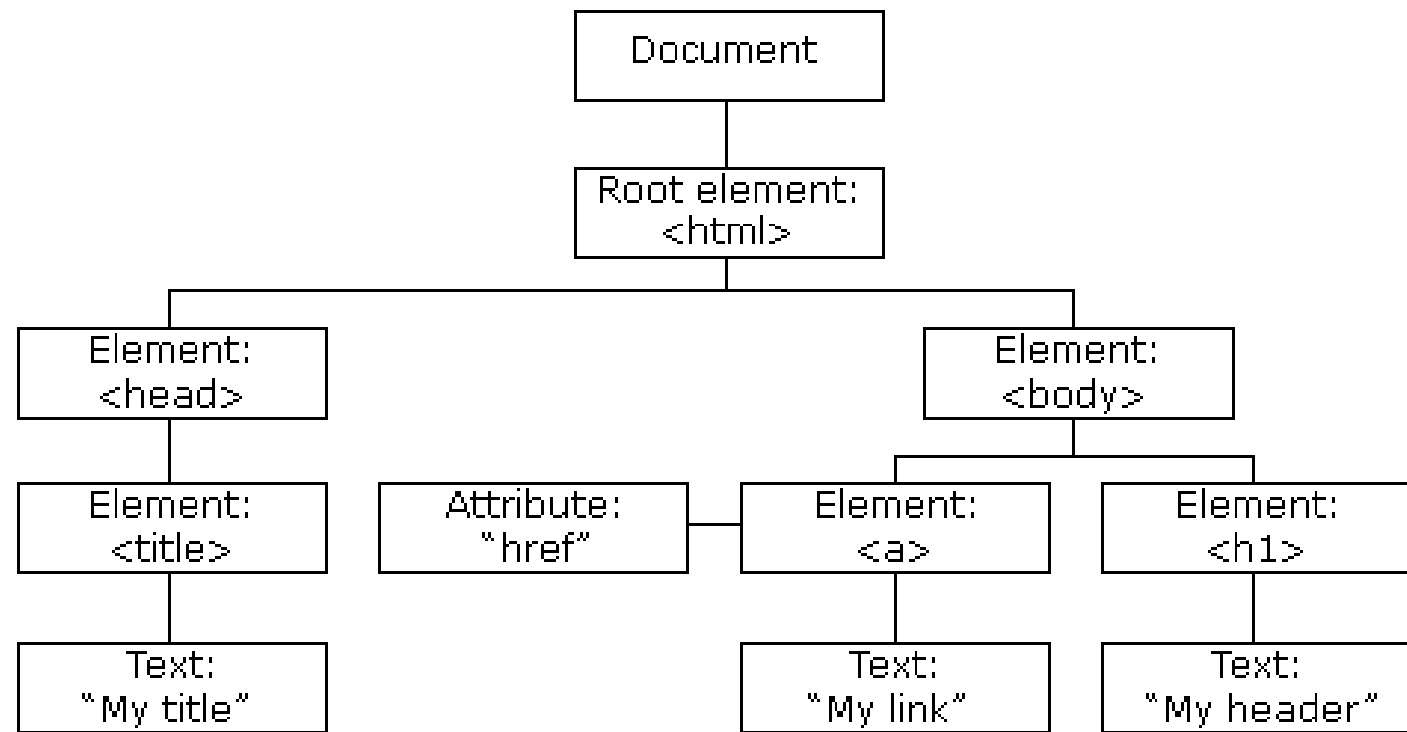 Document
Root element:
<html>
Element:
<head>
Element:
<body>
Element:
<title>
Attribute:
“href”
Element:
<a>
Element:
<h1>
Text:
“My title”
Text:
“My link”
Text:
“My header”